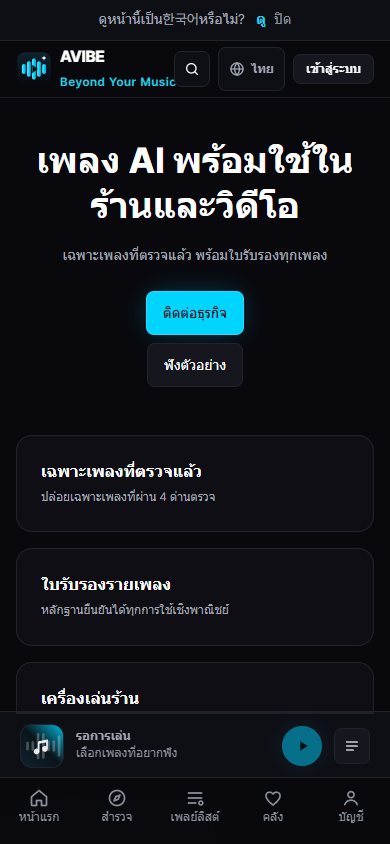 ดูหน้านี้เป็น한국어หรือไม่? ดู ปิด
AVIBE
Beyond Your Music
ไทย
เข้าสู่ระบบ
เพลง AI พร้อมใช้ใน
ร้านและวิดีโอ
เฉพาะเพลงที่ตรวจแล้ว พร้อมใบรับรองทุกเพลง
ติดต่อธุรกิจ
ฟังตัวอย่าง
เฉพาะเพลงที่ตรวจแล้ว
ปล่อยเฉพาะเพลงที่ผ่าน 4 ด่านตรวจ
ใบรับรองรายเพลง
หลักฐานยืนยันได้ทุกการใช้เชิงพาณิชย์
เครื่องเล่นร้าน
รอการเล่น
เลือกเพลงที่อยากฟัง
หน้าแรก
สำรวจ
เพลย์ลิสต์
คลัง
บัญชี